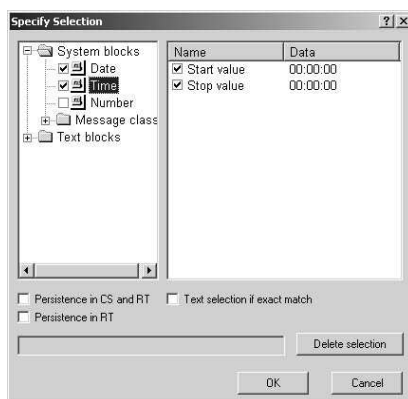 Specify Selection
System blocks
Date
Time
Number
Message class
Text blocks
Name Data
Start value 00:00:00
Stop value 00:00:00
Persistence in CS and RT Text selection if exact match
Persistence in RT
Delete selection
OK Cancel